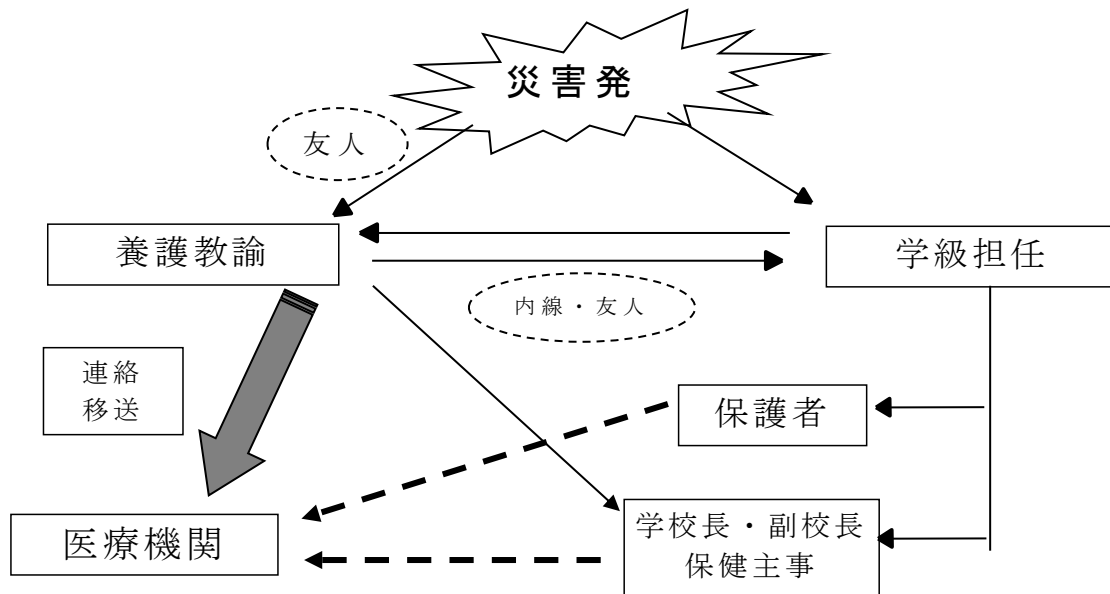 災害発
友人
養護教諭
学級担任
内線・友人
連絡
移送
保護者
学校長・副校長
保健主事
医療機関